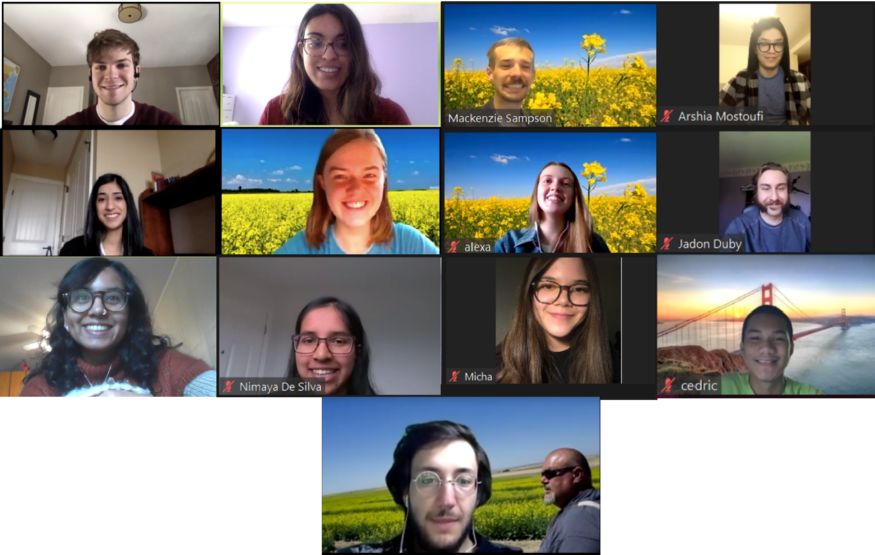 Mackenzie Sampson
Arshia Mostoufi
alexa
Jadon Duby
Nimaya De Silva
Micha
cedric